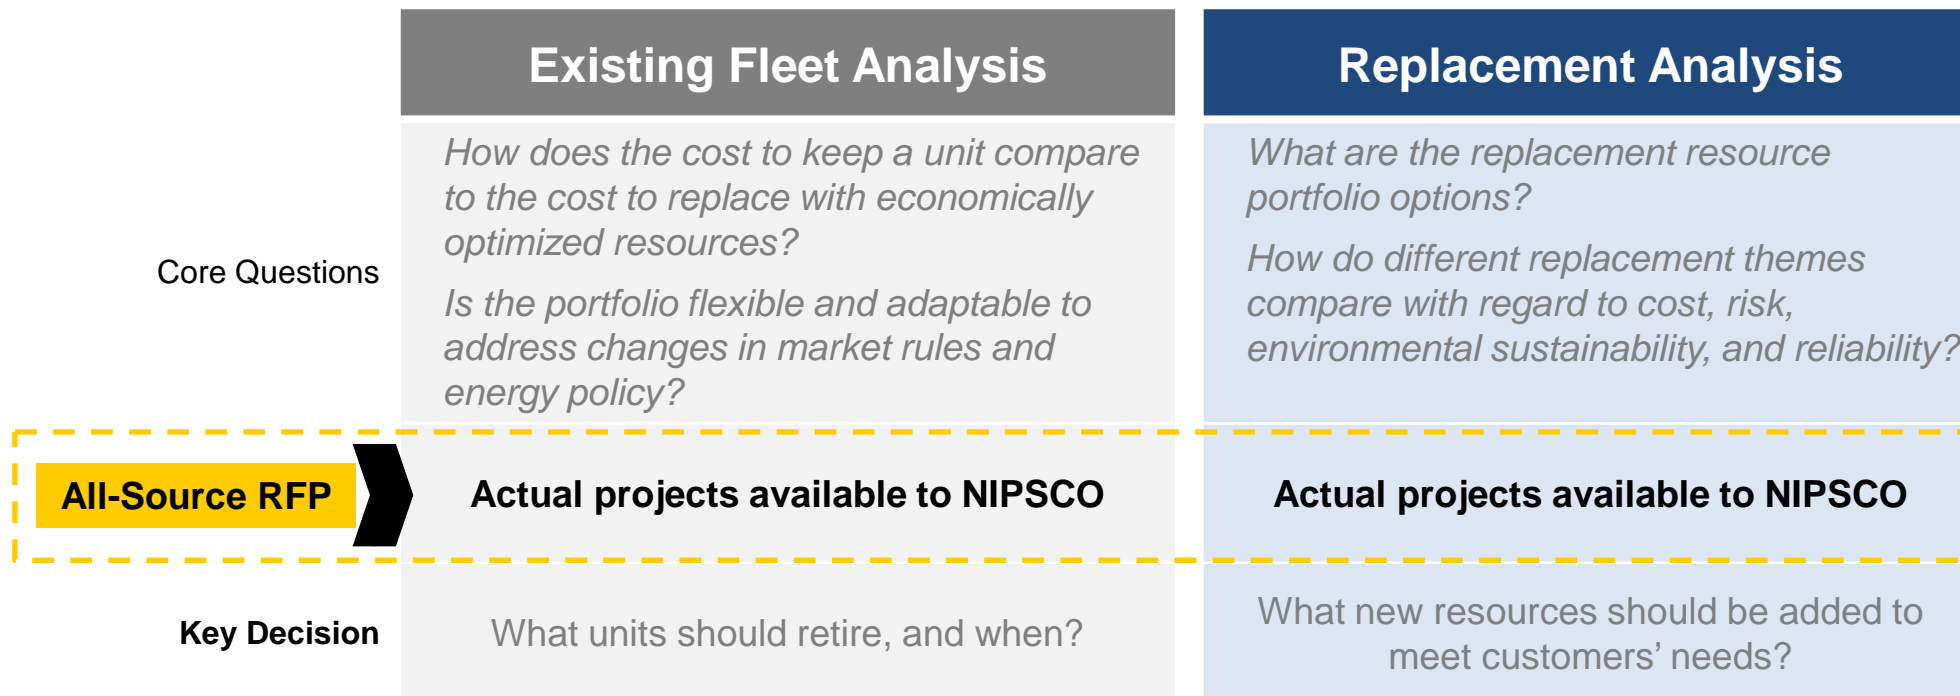 Existing Fleet Analysis
Replacement Analysis
Core Questions
How does the cost to keep a unit compare
to the cost to replace with economically
optimized resources?
Is the portfolio flexible and adaptable to
address changes in market rules and
energy policy?
What are the replacement resource
portfolio options?
How do different replacement themes
compare with regard to cost, risk,
environmental sustainability, and reliability?
All-Source RFP
Actual projects available to NIPSCO
Actual projects available to NIPSCO
Key Decision
What units should retire, and when?
What new resources should be added to
meet customers’ needs?